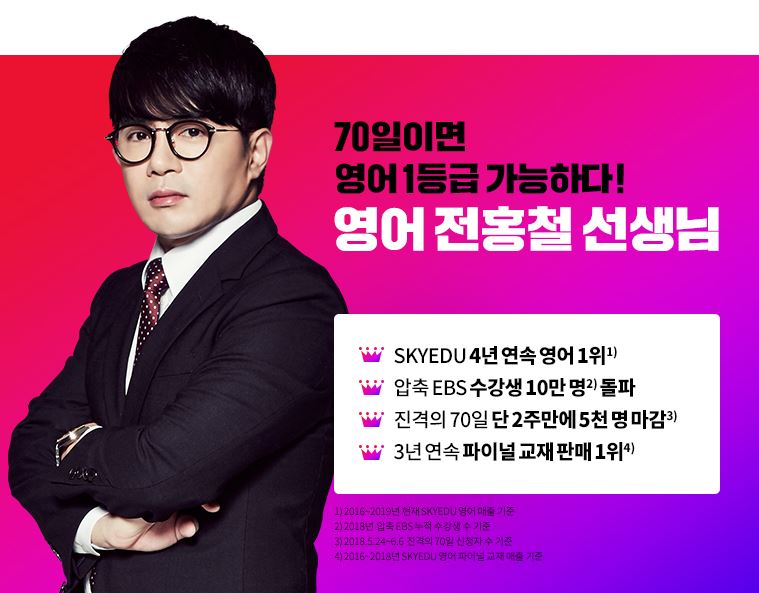 70일이면
영어 1등급 가능하다!
영어 전홍철 선생님
SKYEDU 4년 연속 영어 1위1)
압축 EBS 수강생 10만 명2) 돌파
진격의 70일 단 2주만에 5천 명 마감3)
3년 연속 파이널 교재 판매 1위4)
1) 2016~2019년 현재 SKYEDU 영어 매출 기준
2) 2018년 압축 EBS 누적 수강생 수 기준
3) 2018.5.24~6.6 진격의 70일 신청자 수 기준
4) 2016~2018년 SKYEDU 영어 파이널 교재 매출 기준